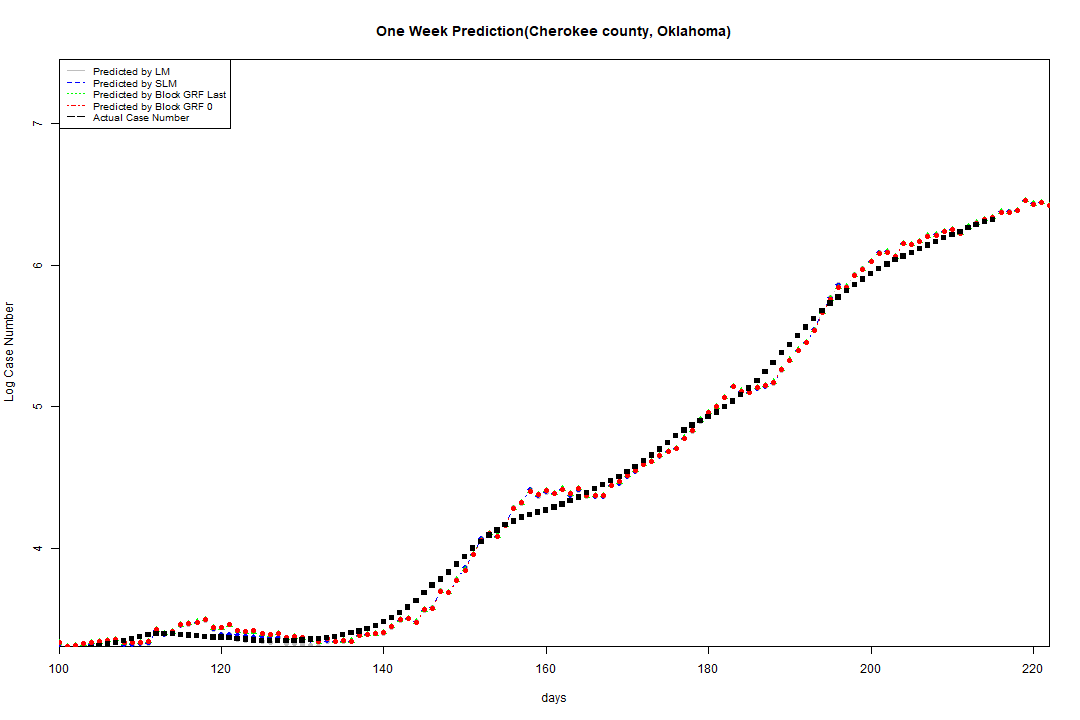 One Week Prediction(Cherokee county, Oklahoma)
Predicted by LM
Predicted by SLM
Predicted by Block GRF Last
Predicted by Block GRF 0
Actual Case Number
7
6
5
4
Log Case Number
100 120 140 160 180 200 220
days